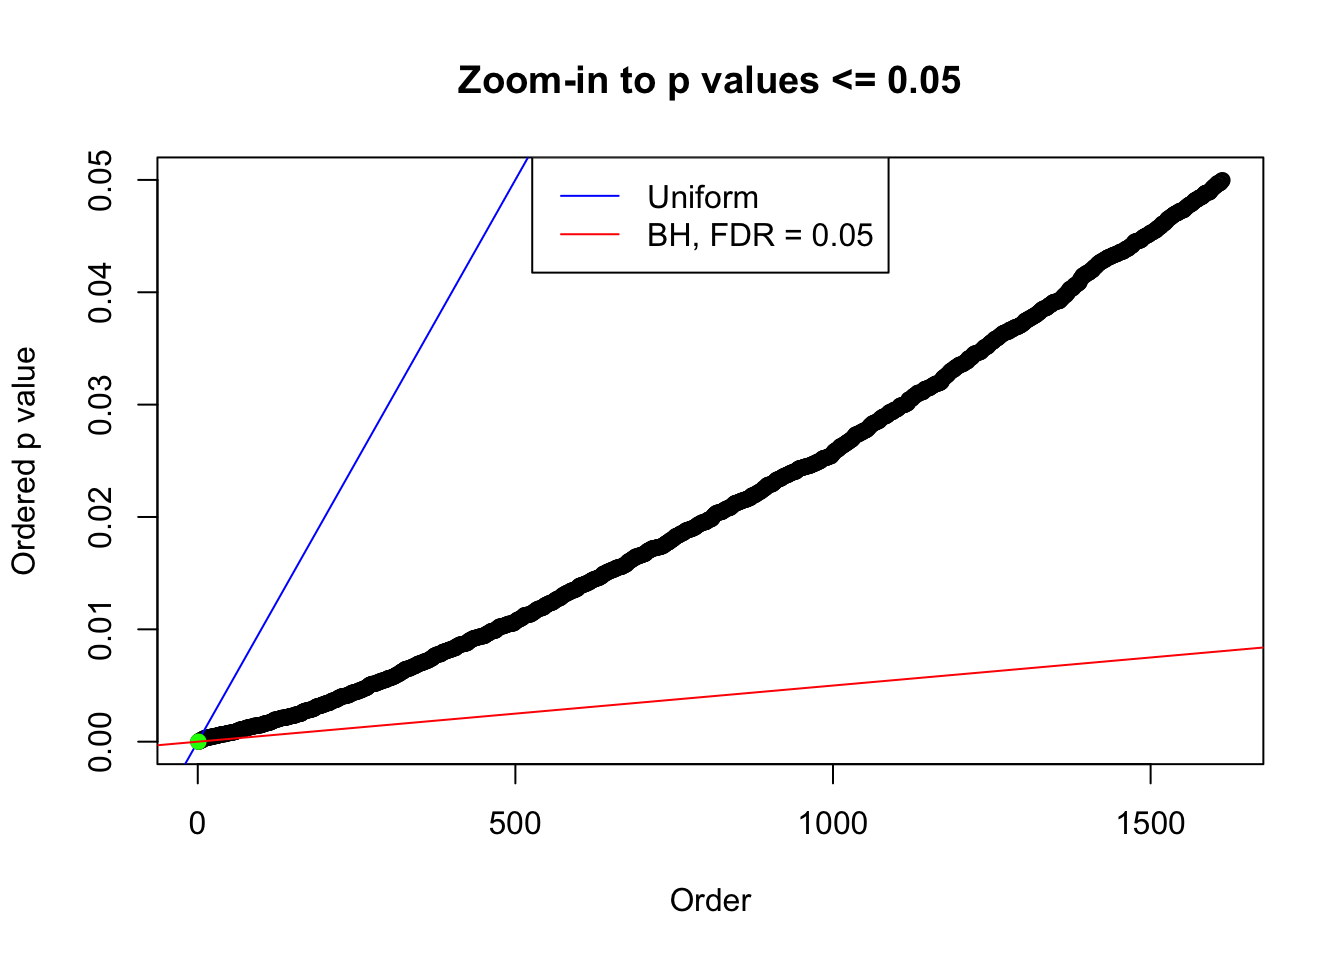 Zoom-in to p values <= 0.05
Uniform
BH, FDR = 0.05
Ordered p value
0.05
0.04
0.03
0.02
0.01
0.00
0
500
1000
1500
Order